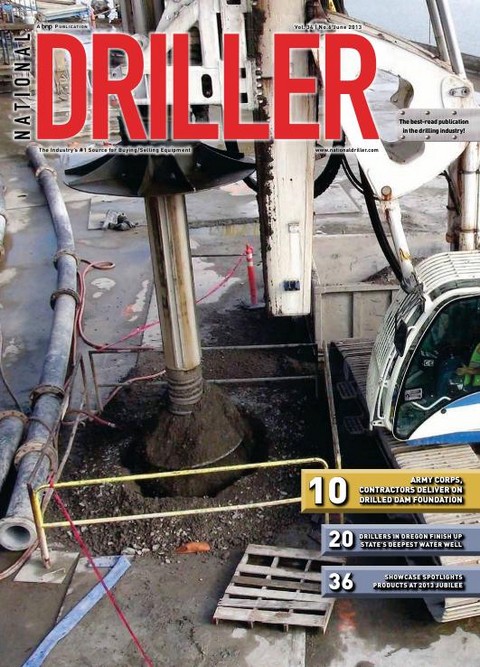 A bnp PUBLICATION
Vol. 34 | No.6 June 2013
NATIONAL
DRILLER
The best-read publication
in the drilling industry!
The Industry's #1 Source for Buying/Selling Equipment
www.nationaldriller.com
10 ARMY CORPS,
CONTRACTORS DELIVER ON
DRILLED DAM FOUNDATION
20 DRILLERS IN OREGON FINISH UP
STATE'S DEEPEST WATER WELL
36 SHOWCASE SPOTLIGHTS
PRODUCTS AT 2013 JUBILEE